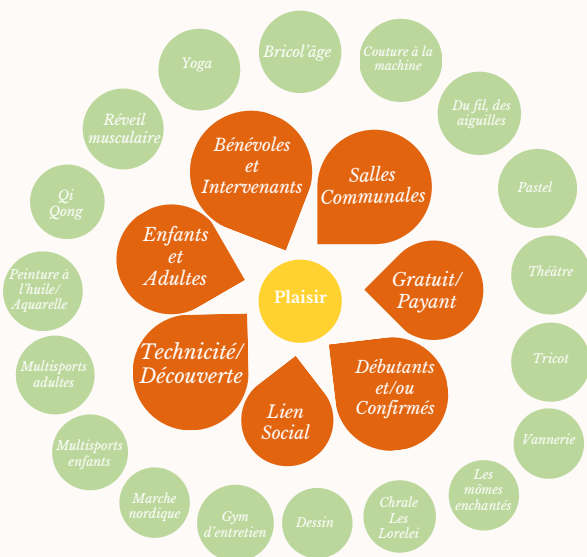 Bricol'âge
Couture à la
machine
Du fil, des
aiguilles
Pastel
Théâtre
Tricot
Vannerie
Les
mômes
enchantés
Chrale
Les
Lorelei
Dessin
Gym
d'entretien
Marche
nordique
Multisports
enfants
Multisports
adultes
Peinture à
l'huile/
Aquarelle
Qi
Qong
Réveil
musculaire
Yoga
Bénévoles
et
Intervenants
Salles
Communales
Gratuit/
Payant
Débutants
et/ou
Confirmés
Lien
Social
Technicité/
Découverte
Enfants
et
Adultes
Plaisir